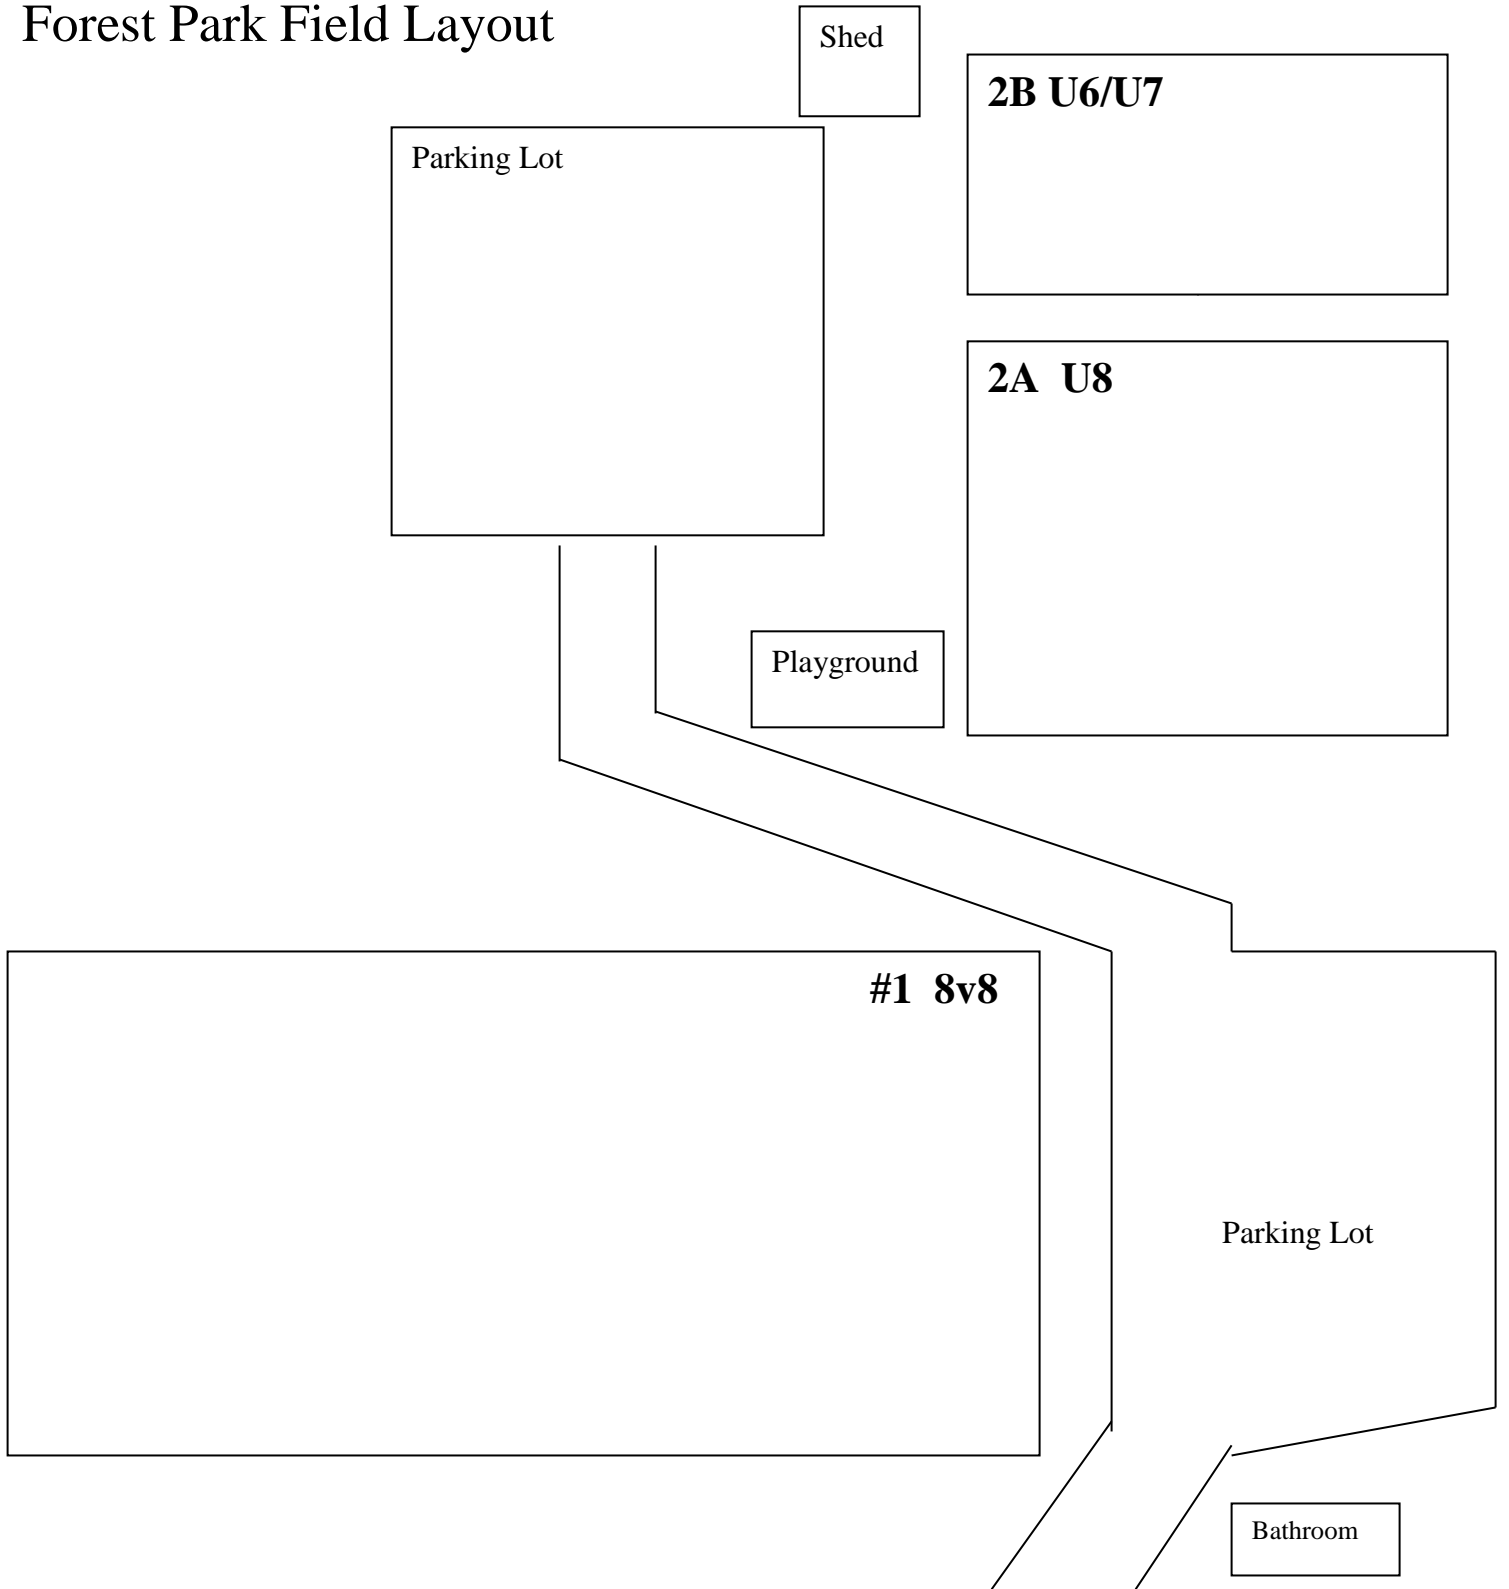 Forest Park Field Layout
Shed
2B U6/U7
Parking Lot
2A  U8
Playground
#1  8v8
Parking Lot
Bathroom